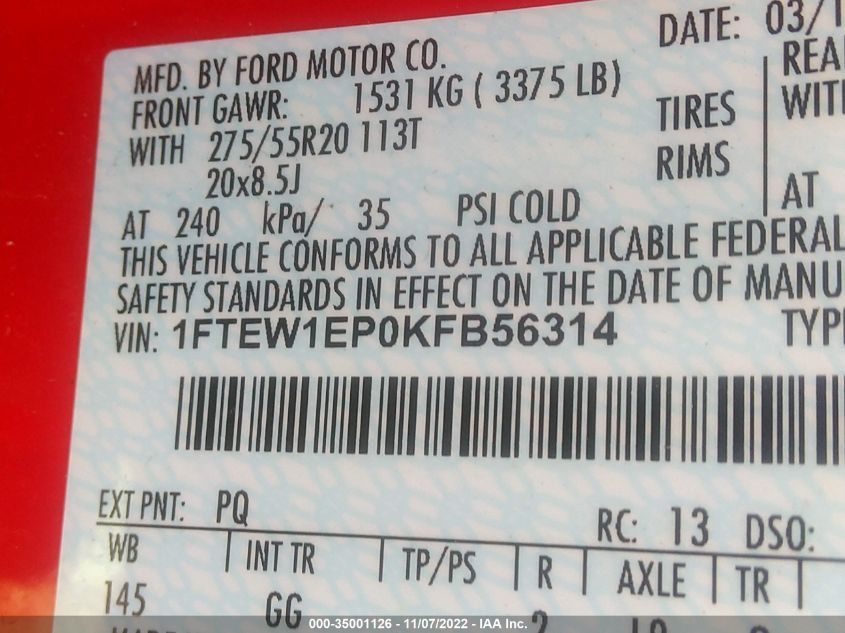 DATE: 03/1
MFD. BY FORD MOTOR CO.
FRONT GAWR: 1531 KG ( 3375 LB)
REA
WITH 275/55R20 113T TIRES
WITH
20x8.5J RIMS
AT 240 kPa/ 35 PSI COLD
AT
THIS VEHICLE CONFORMS TO ALL APPLICABLE FEDERAL
SAFETY STANDARDS IN EFFECT ON THE DATE OF MANU
VIN: 1FTEW1EP0KFB56314 TYPE
EXT PNT: PQ RC: 13 DSO:
WB INT TR TP/PS R AXLE TR
145 GG 2
000-35001126 - 11/07/2022 - IAA Inc.